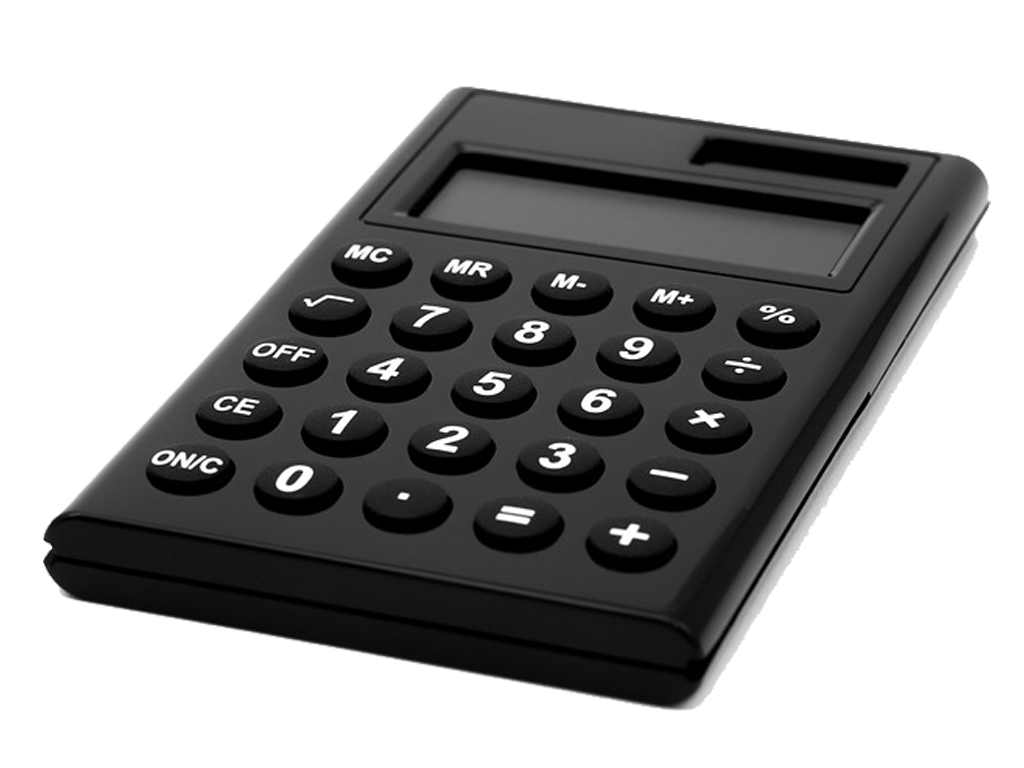 MC MR M- M+ %
√ 7 8 9 ÷
OFF 4 5 6 ×
CE 1 2 3 −
ON/C 0 . = +